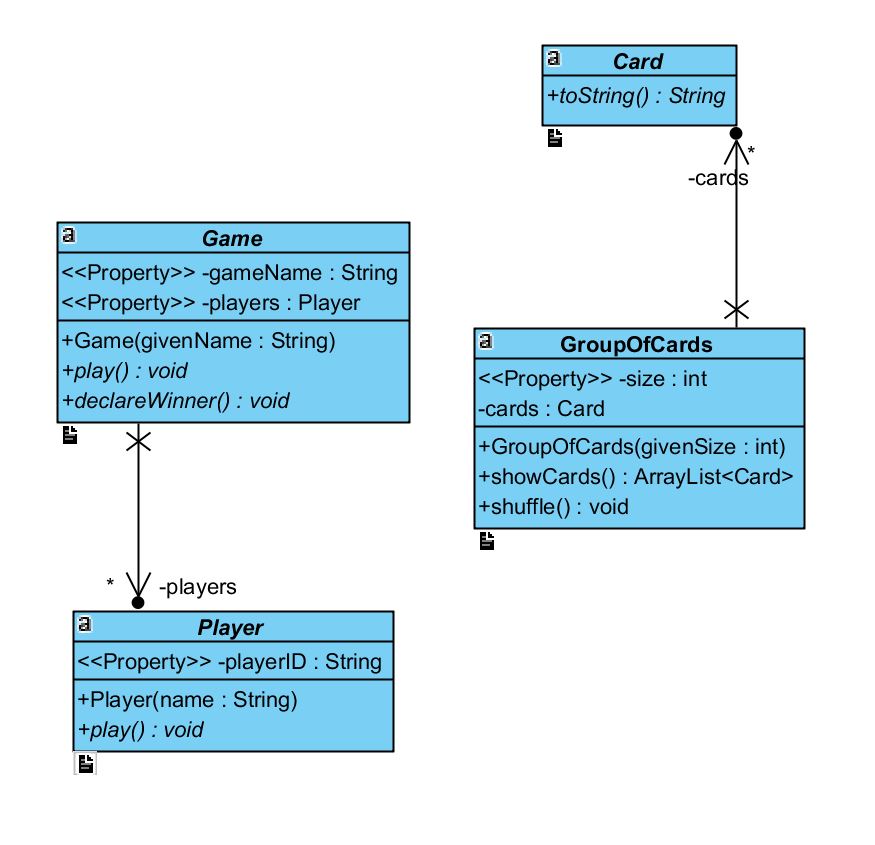 a
Card
+toString() : String
*
-cards
a
Game
<<Property>> -gameName : String
<<Property>> -players : Player
+Game(givenName : String)
+play() : void
+declareWinner() : void
a
GroupOfCards
<<Property>> -size : int
-cards : Card
+GroupOfCards(givenSize : int)
+showCards() : ArrayList<Card>
+shuffle() : void
* -players
a
Player
<<Property>> -playerID : String
+Player(name : String)
+play() : void